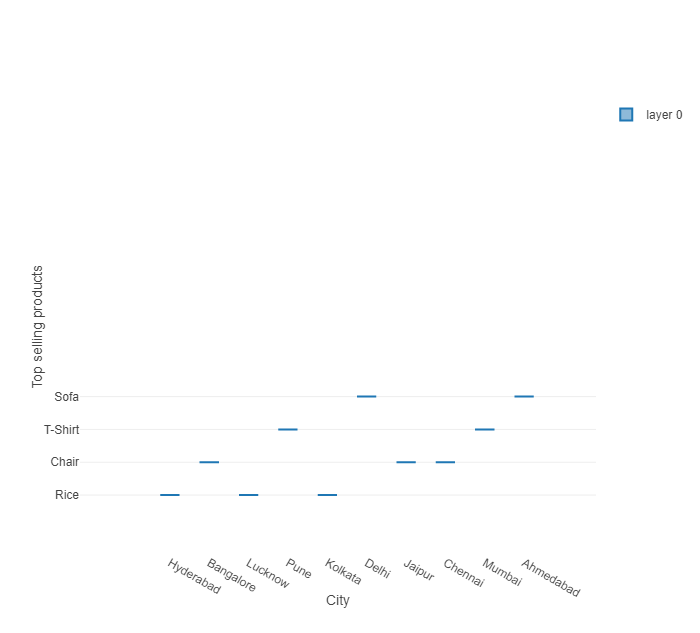 layer 0
Top selling products
Sofa
T-Shirt
Chair
Rice
Hyderabad
Bangalore
Lucknow
Pune
Kolkata
Delhi
Jaipur
Chennai
Mumbai
Ahmedabad
City